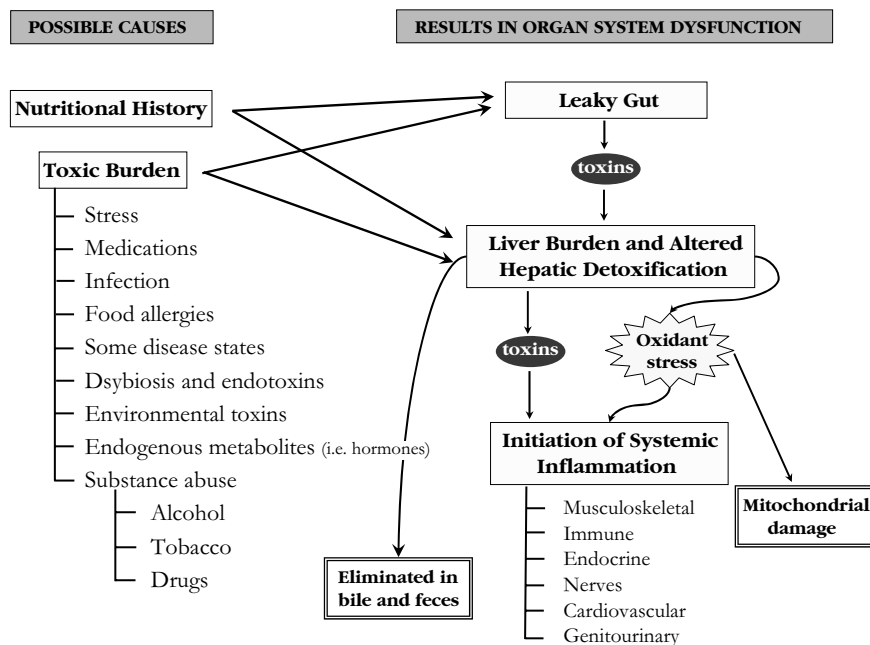 POSSIBLE CAUSES
RESULTS IN ORGAN SYSTEM DYSFUNCTION
Nutritional History
Toxic Burden
Stress
Medications
Infection
Food allergies
Some disease states
Dsybiosis and endotoxins
Environmental toxins
Endogenous metabolites (i.e. hormones)
Substance abuse
Alcohol
Tobacco
Drugs
Leaky Gut
toxins
Liver Burden and Altered
Hepatic Detoxification
toxins
Oxidant
stress
Initiation of Systemic
Inflammation
Musculoskeletal
Immune
Endocrine
Nerves
Cardiovascular
Genitourinary
Mitochondrial
damage
Eliminated in
bile and feces